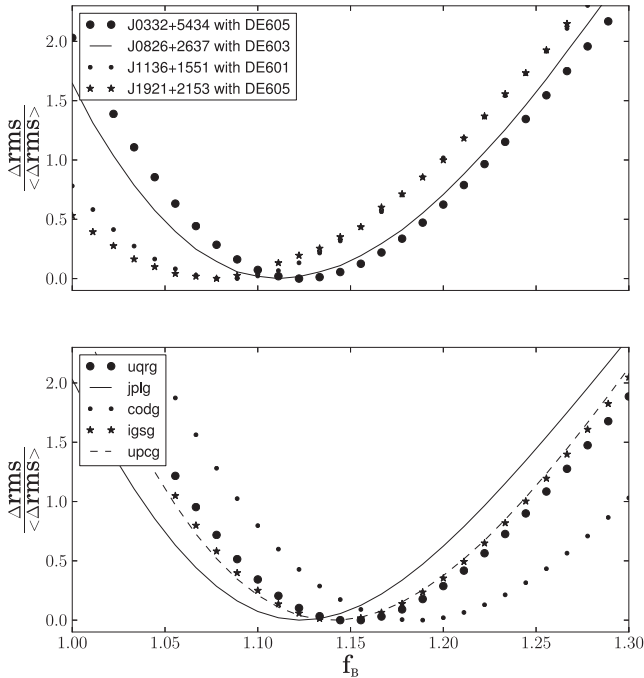 J0332+5434 with DE605
J0826+2637 with DE603
J1136+1551 with DE601
J1921+2153 with DE605
2.0
1.5
1.0
0.5
0.0
Δrms
<Δrms>
uqrg
jplg
codg
igsg
upcg
2.0
1.5
1.0
0.5
0.0
Δrms
<Δrms>
1.00 1.05 1.10 1.15 1.20 1.25 1.30
f_B